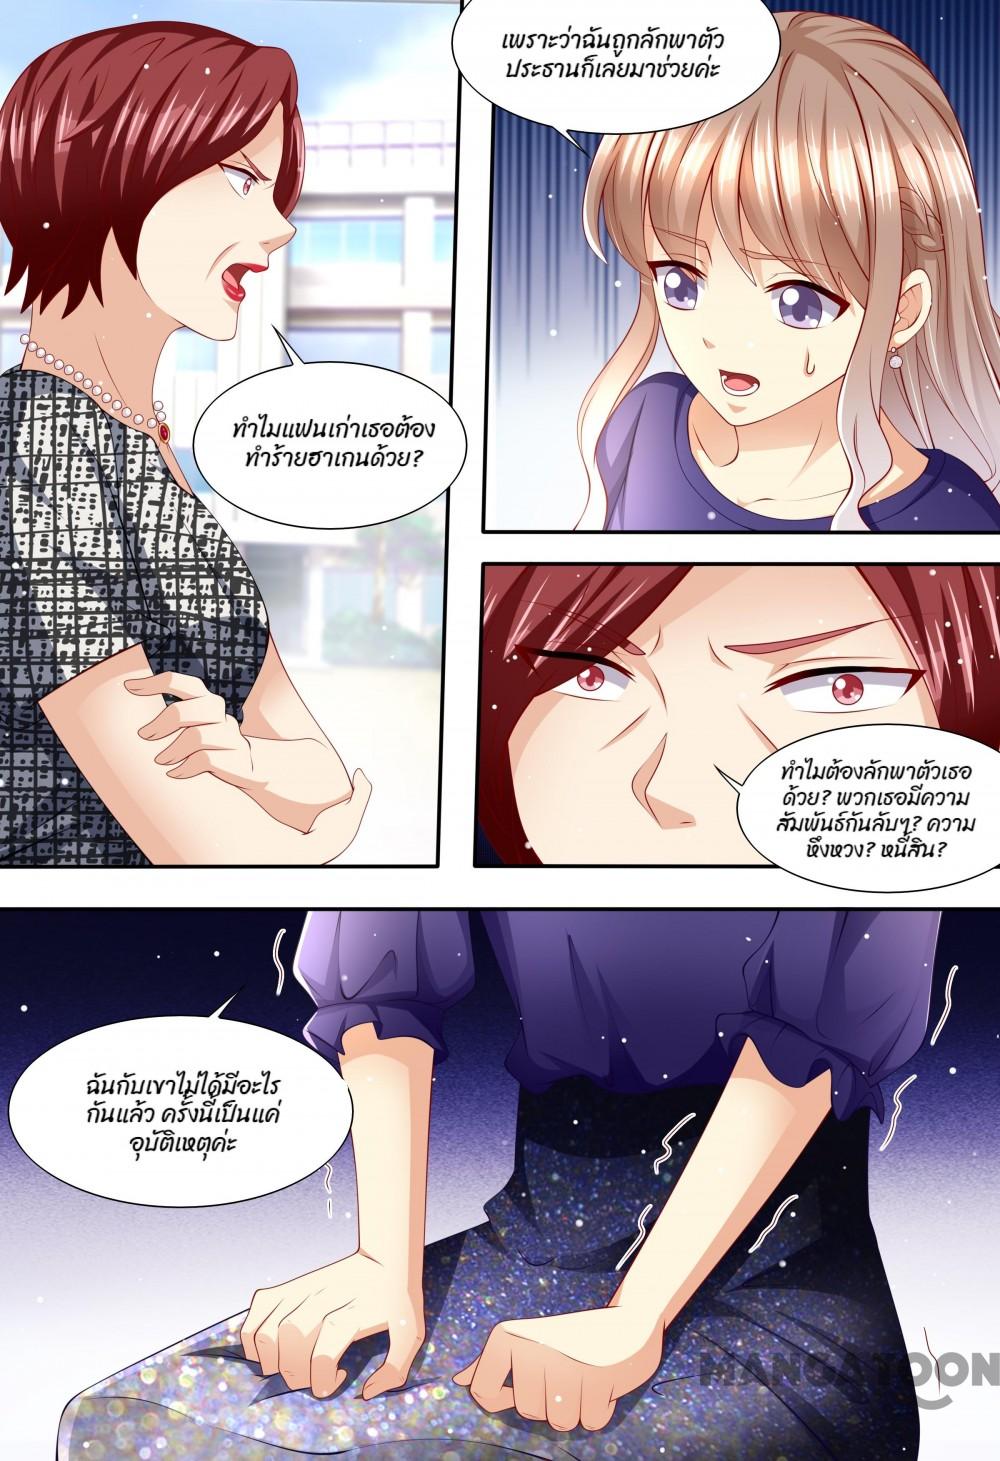 ทำไมแฟนเก่าเธอต้อง
ทำร้ายฮาเกนด้วย?
เพราะว่าฉันถูกลักพาตัว
ประธานก็เลยมาช่วยค่ะ
ทำไมต้องลักพาตัวเธอ
ด้วย? พวกเธอมีความ
สัมพันธ์กันลับๆ? ความ
หึงหวง? หนี้สิน?
ฉันกับเขาไม่ได้มีอะไร
กันแล้ว ครั้งนี้เป็นแค่
อุบัติเหตุค่ะ
MANGATOON